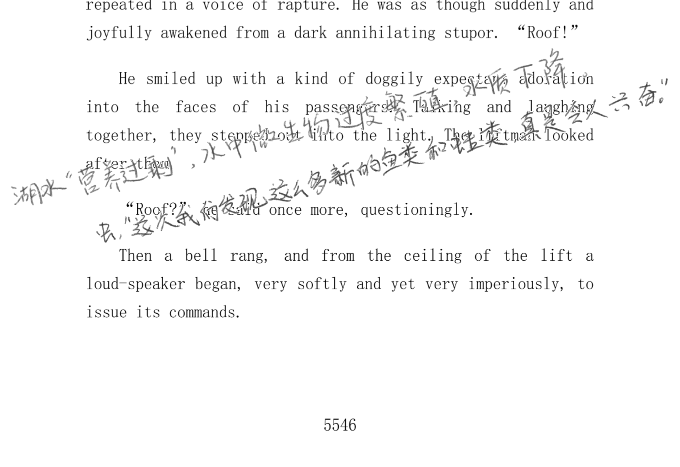 repeated in a voice of rapture. He was as though suddenly and
joyfully awakened from a dark annihilating stupor. “Roof!”
He smiled up with a kind of doggily expectant adoration
into the faces of his passengers. Talking and laughing
together, they stepped out into the light. The liftman looked
after them.
湖水“营养过剩”，水中微生物过度繁殖，水质下降。
“Roof?” he said once more, questioningly.
虫，“这次我们发现这么多新的鱼类和蛙类，真是令人兴奋。”
Then a bell rang, and from the ceiling of the lift a
loud-speaker began, very softly and yet very imperiously, to
issue its commands.
5546